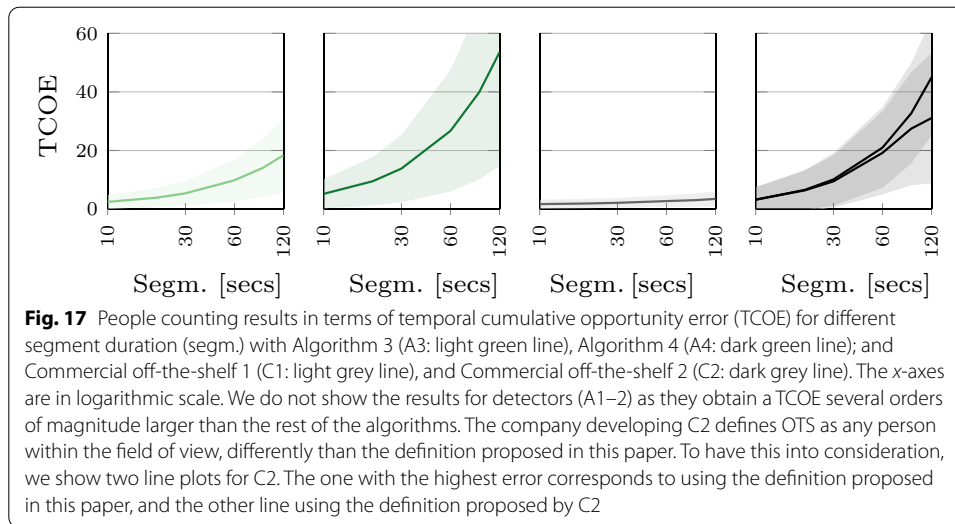 60
40
20
0
TCOE
10 30 60 120 10 30 60 120 10 30 60 120 10 30 60 120
Segm. [secs] Segm. [secs] Segm. [secs] Segm. [secs]
Fig. 17 People counting results in terms of temporal cumulative opportunity error (TCOE) for different
segment duration (segm.) with Algorithm 3 (A3: light green line), Algorithm 4 (A4: dark green line); and
Commercial off-the-shelf 1 (C1: light grey line), and Commercial off-the-shelf 2 (C2: dark grey line). The x-axes
are in logarithmic scale. We do not show the results for detectors (A1–2) as they obtain a TCOE several orders
of magnitude larger than the rest of the algorithms. The company developing C2 defines OTS as any person
within the field of view, differently than the definition proposed in this paper. To have this into consideration,
we show two line plots for C2. The one with the highest error corresponds to using the definition proposed
in this paper, and the other line using the definition proposed by C2